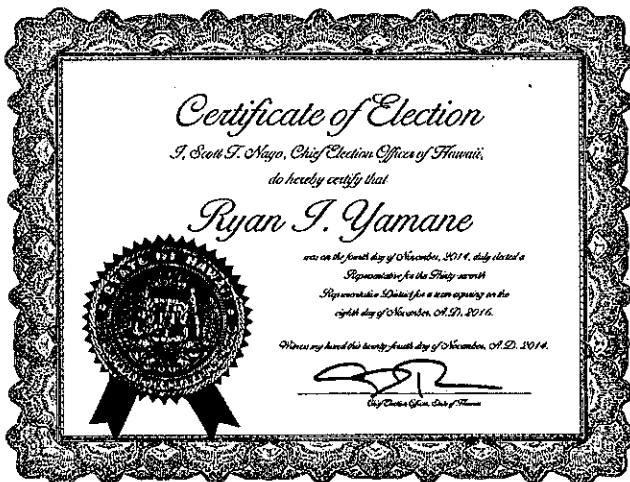 Certificate of Election
I, Scott T. Nago, Chief Election Officer of Hawaii,
do hereby certify that
Ryan I. Yamane
was on the fourth day of November, 2014, duly elected a
Representative for the Thirty-seventh
Representative District for a term expiring on the
eighth day of November, A.D. 2016.
Witness my hand this twenty-fourth day of November, A.D. 2014.
Chief Election Officer, State of Hawaii
STATE OF HAWAII